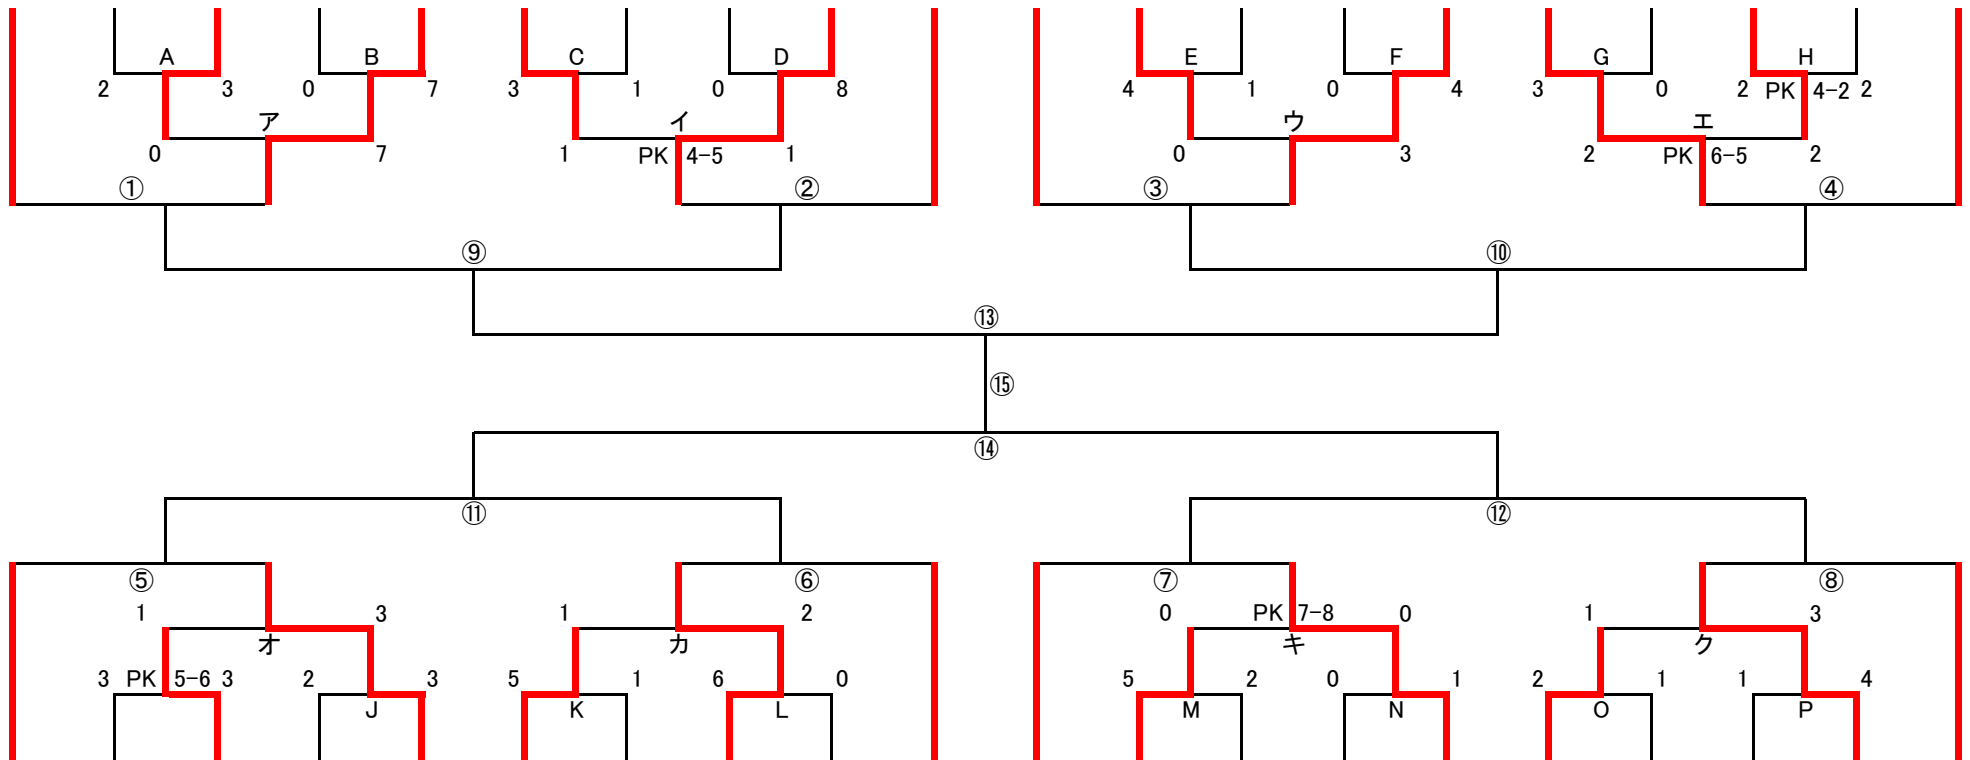 A B C D E F G H
2 3 0 7 3 1 0 8 4 1 0 4 3 0 2 PK 4-2 2
ア イ ウ エ
0 7 1 PK 4-5 1 0 3 2 PK 6-5 2
① ② ③ ④
⑨ ⑩
⑬
⑮
⑭
⑪ ⑫
⑤ ⑥ ⑦ ⑧
1 3 1 2 0 PK 7-8 0 1 3
オ カ キ ク
3 PK 5-6 3 2 3 5 1 6 0 5 2 0 1 2 1 1 4
J K L M N O P